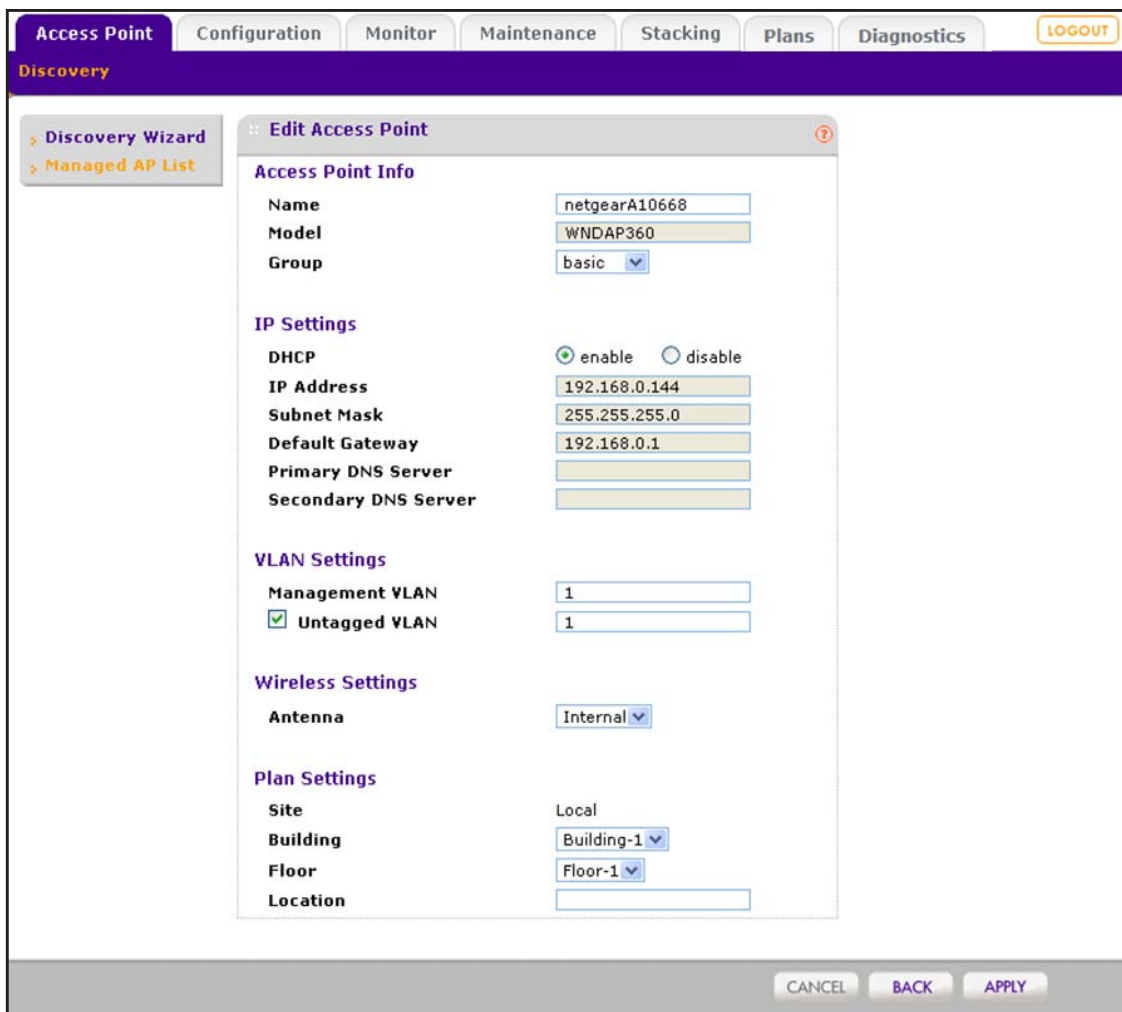 Access Point Configuration Monitor Maintenance Stacking Plans Diagnostics LOGOUT
Discovery
Discovery Wizard
Managed AP List
Edit Access Point ?
Access Point Info
Name netgearA10668
Model WNDAP360
Group basic
IP Settings
DHCP enable disable
IP Address 192.168.0.144
Subnet Mask 255.255.255.0
Default Gateway 192.168.0.1
Primary DNS Server
Secondary DNS Server
VLAN Settings
Management VLAN 1
Untagged VLAN 1
Wireless Settings
Antenna Internal
Plan Settings
Site Local
Building Building-1
Floor Floor-1
Location
CANCEL BACK APPLY